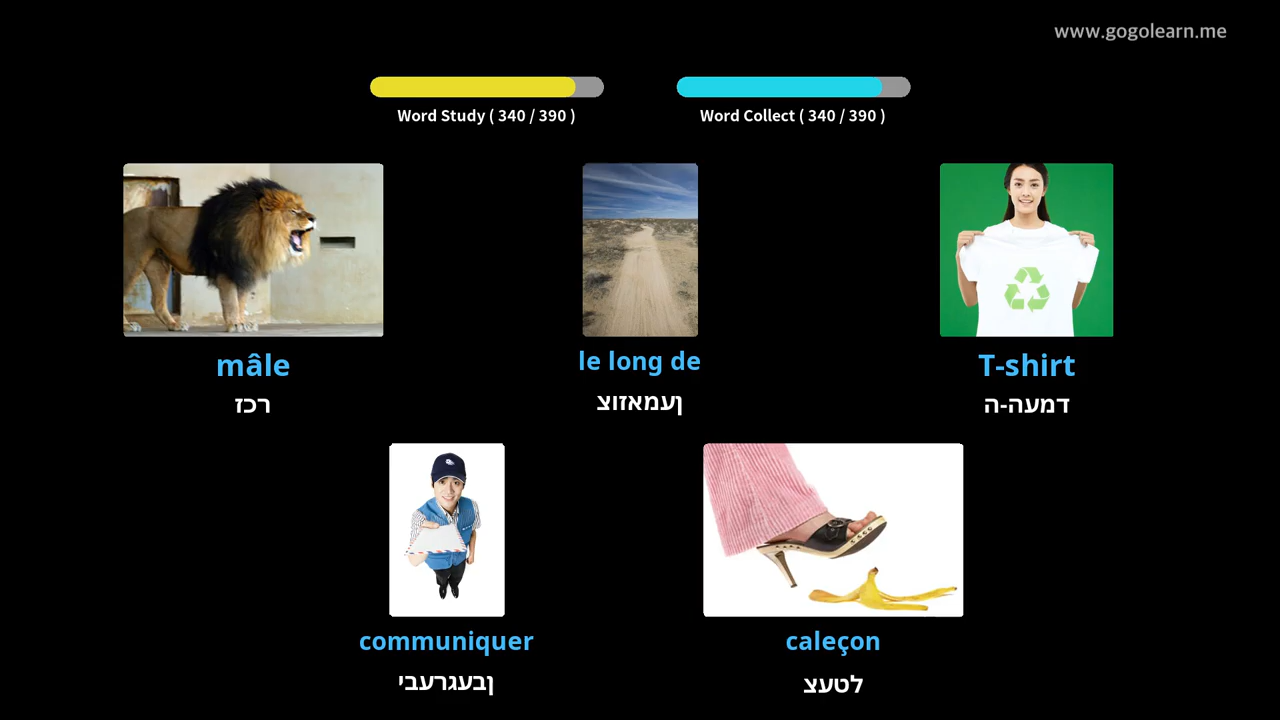 www.gogolearn.me
Word Study ( 340 / 390 )
Word Collect ( 340 / 390 )
mâle
רכז
le long de
ןעמאזוצ
T-shirt
דמעה-ה
communiquer
ןבעגרעבי
caleçon
לטעצ